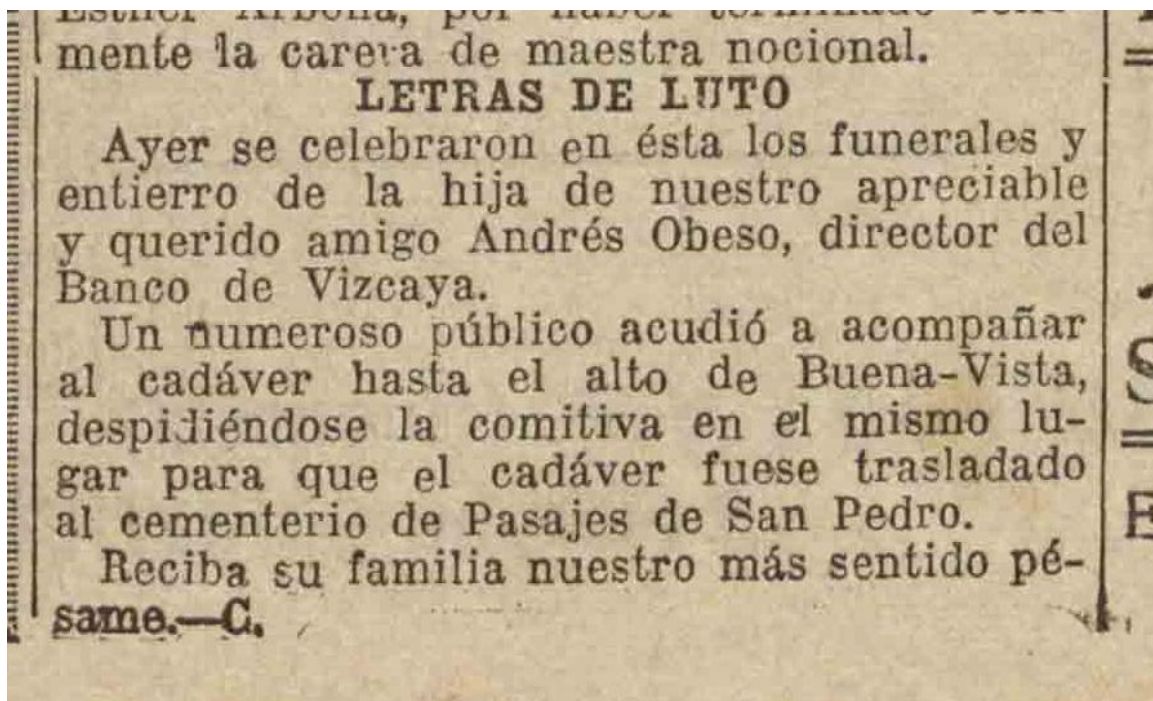 mente la carera de maestra nocional.
LETRAS DE LUTO
Ayer se celebraron en ésta los funerales y
entierro de la hija de nuestro apreciable
y querido amigo Andrés Obeso, director del
Banco de Vizcaya.
Un numeroso público acudió a acompañar
al cadáver hasta el alto de Buena-Vista,
despidiéndose la comitiva en el mismo lu-
gar para que el cadáver fuese trasladado
al cementerio de Pasajes de San Pedro.
Reciba su familia nuestro más sentido pé-
same.—C.